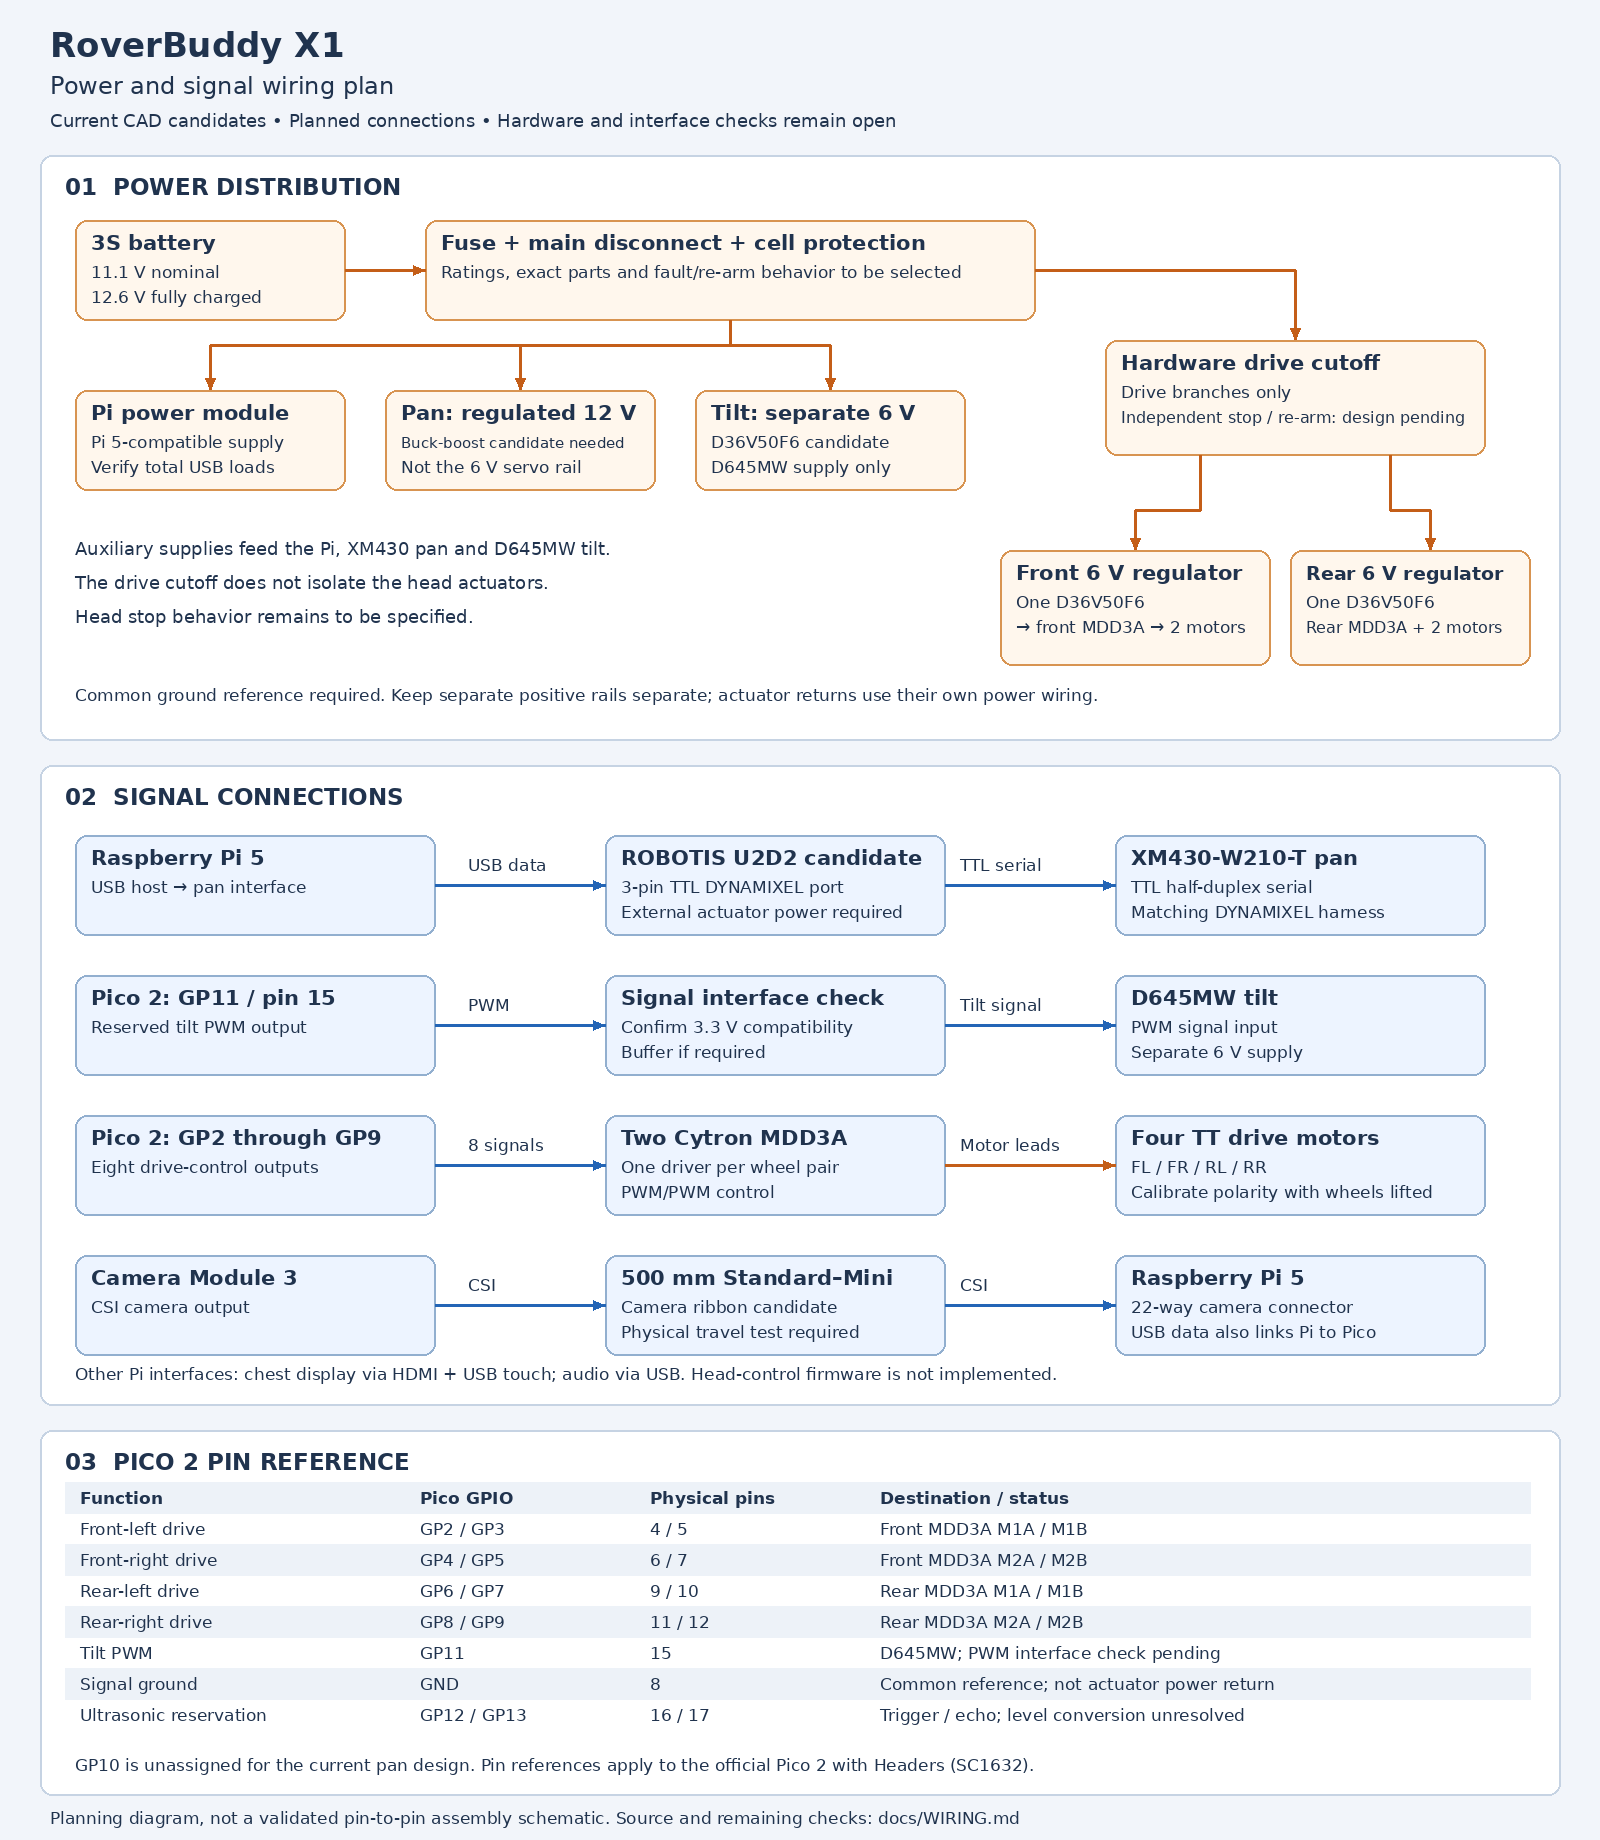 RoverBuddy X1
Power and signal wiring plan
Current CAD candidates • Planned connections • Hardware and interface checks remain open
01 POWER DISTRIBUTION
3S battery
11.1 V nominal
12.6 V fully charged
Fuse + main disconnect + cell protection
Ratings, exact parts and fault/re-arm behavior to be selected
Hardware drive cutoff
Drive branches only
Independent stop / re-arm: design pending
Pi power module
Pi 5-compatible supply
Verify total USB loads
Pan: regulated 12 V
Buck-boost candidate needed
Not the 6 V servo rail
Tilt: separate 6 V
D36V50F6 candidate
D645MW supply only
Auxiliary supplies feed the Pi, XM430 pan and D645MW tilt.
The drive cutoff does not isolate the head actuators.
Head stop behavior remains to be specified.
Front 6 V regulator
One D36V50F6
→ front MDD3A → 2 motors
Rear 6 V regulator
One D36V50F6
Rear MDD3A + 2 motors
Common ground reference required. Keep separate positive rails separate; actuator returns use their own power wiring.
02 SIGNAL CONNECTIONS
Raspberry Pi 5
USB host → pan interface
USB data
ROBOTIS U2D2 candidate
3-pin TTL DYNAMIXEL port
External actuator power required
TTL serial
XM430-W210-T pan
TTL half-duplex serial
Matching DYNAMIXEL harness
Pico 2: GP11 / pin 15
Reserved tilt PWM output
PWM
Signal interface check
Confirm 3.3 V compatibility
Buffer if required
Tilt signal
D645MW tilt
PWM signal input
Separate 6 V supply
Pico 2: GP2 through GP9
Eight drive-control outputs
8 signals
Two Cytron MDD3A
One driver per wheel pair
PWM/PWM control
Motor leads
Four TT drive motors
FL / FR / RL / RR
Calibrate polarity with wheels lifted
Camera Module 3
CSI camera output
CSI
500 mm Standard–Mini
Camera ribbon candidate
Physical travel test required
CSI
Raspberry Pi 5
22-way camera connector
USB data also links Pi to Pico
Other Pi interfaces: chest display via HDMI + USB touch; audio via USB. Head-control firmware is not implemented.
03 PICO 2 PIN REFERENCE
Function Pico GPIO Physical pins Destination / status
Front-left drive GP2 / GP3 4 / 5 Front MDD3A M1A / M1B
Front-right drive GP4 / GP5 6 / 7 Front MDD3A M2A / M2B
Rear-left drive GP6 / GP7 9 / 10 Rear MDD3A M1A / M1B
Rear-right drive GP8 / GP9 11 / 12 Rear MDD3A M2A / M2B
Tilt PWM GP11 15 D645MW; PWM interface check pending
Signal ground GND 8 Common reference; not actuator power return
Ultrasonic reservation GP12 / GP13 16 / 17 Trigger / echo; level conversion unresolved
GP10 is unassigned for the current pan design. Pin references apply to the official Pico 2 with Headers (SC1632).
Planning diagram, not a validated pin-to-pin assembly schematic. Source and remaining checks: docs/WIRING.md